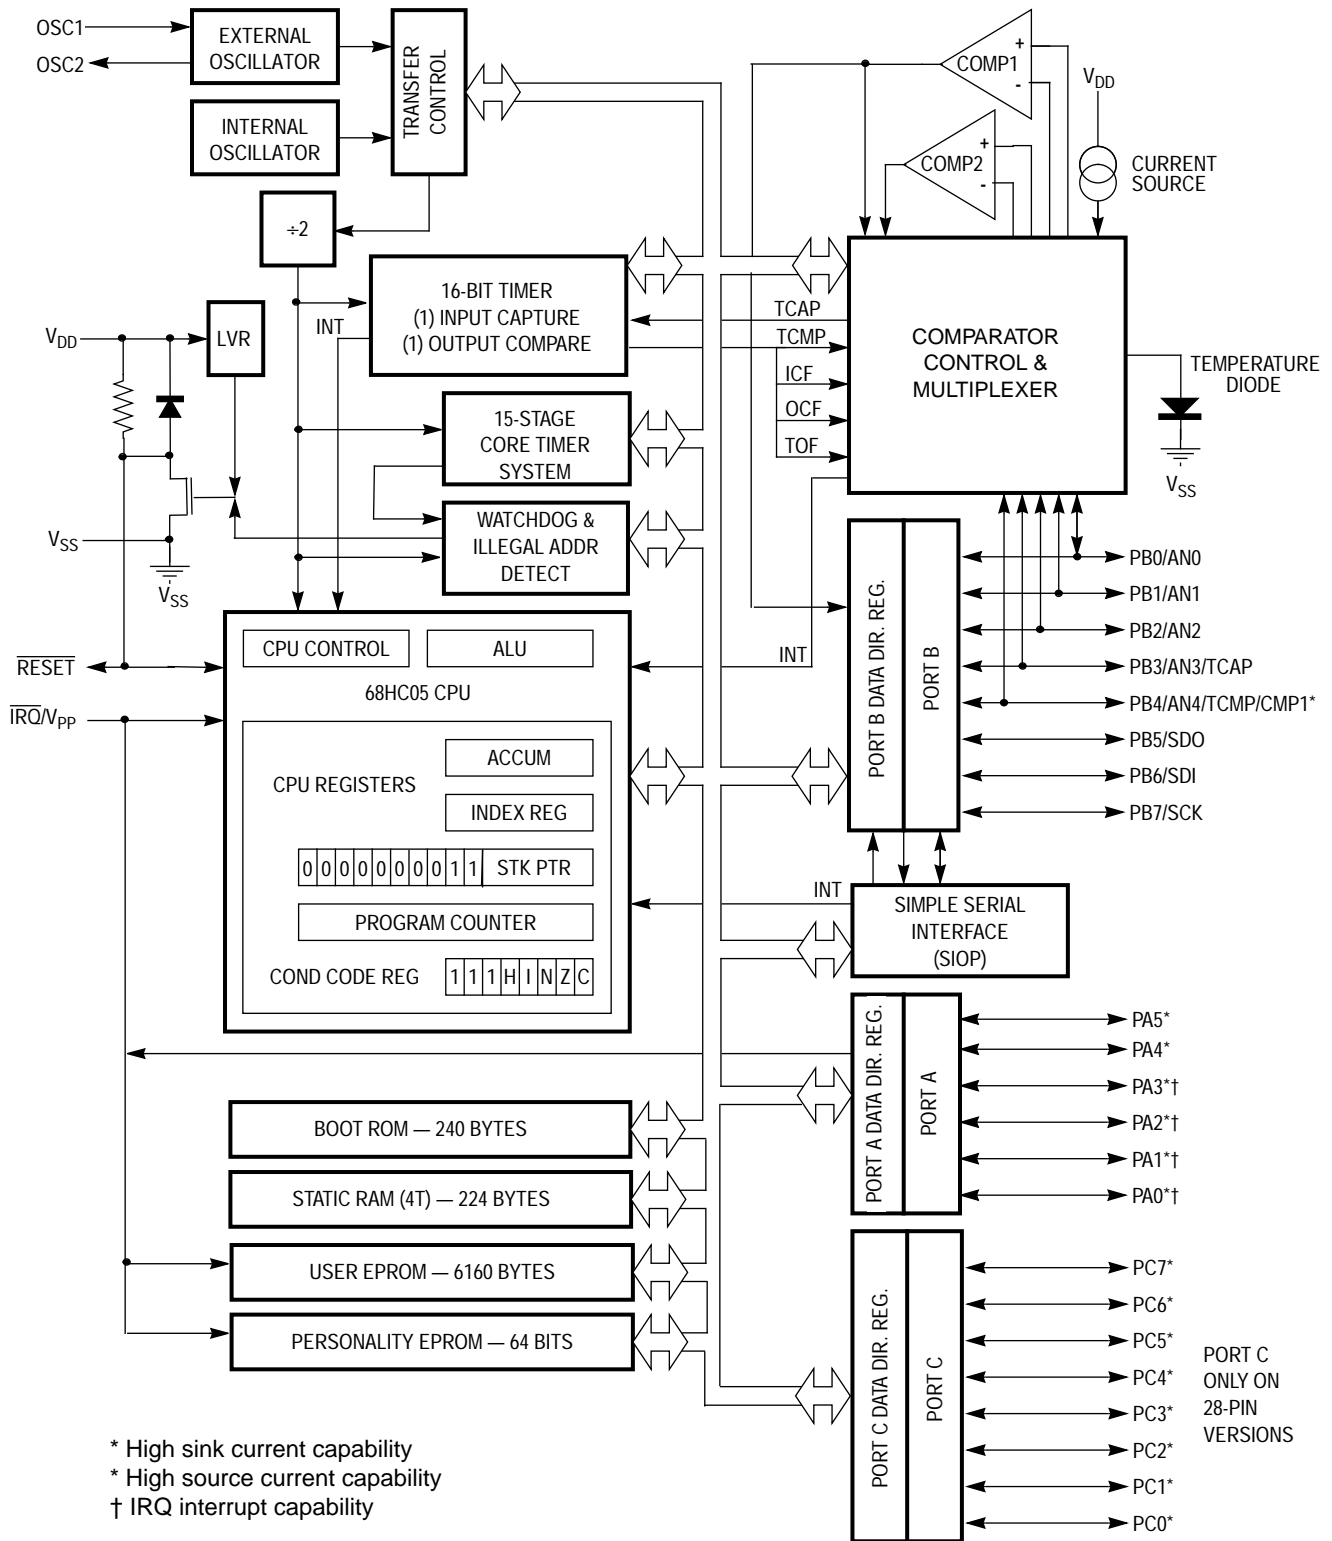 OSC1
OSC2
EXTERNAL
OSCILLATOR
INTERNAL
OSCILLATOR
TRANSFER
CONTROL
÷2
COMP1
+
-
COMP2
+
-
VDD
CURRENT
SOURCE
16-BIT TIMER
(1) INPUT CAPTURE
(1) OUTPUT COMPARE
INT
VDD
LVR
TCAP
TCMP
ICF
OCF
TOF
COMPARATOR
CONTROL &
MULTIPLEXER
TEMPERATURE
DIODE
VSS
15-STAGE
CORE TIMER
SYSTEM
WATCHDOG &
ILLEGAL ADDR
DETECT
VSS
VSS
RESET
IRQ/VPP
CPU CONTROL
ALU
68HC05 CPU
INT
CPU REGISTERS
ACCUM
INDEX REG
0 0 0 0 0 0 0 0 1 1 STK PTR
PROGRAM COUNTER
COND CODE REG
1 1 1 H I N Z C
PORT B DATA DIR. REG.
PORT B
PB0/AN0
PB1/AN1
PB2/AN2
PB3/AN3/TCAP
PB4/AN4/TCMP/CMP1*
PB5/SDO
PB6/SDI
PB7/SCK
INT
SIMPLE SERIAL
INTERFACE
(SIOP)
PORT A DATA DIR. REG.
PORT A
PA5*
PA4*
PA3*†
PA2*†
PA1*†
PA0*†
BOOT ROM — 240 BYTES
STATIC RAM (4T) — 224 BYTES
USER EPROM — 6160 BYTES
PERSONALITY EPROM — 64 BITS
PORT C DATA DIR. REG.
PORT C
PC7*
PC6*
PC5*
PC4*
PC3*
PC2*
PC1*
PC0*
PORT C
ONLY ON
28-PIN
VERSIONS
* High sink current capability
* High source current capability
† IRQ interrupt capability